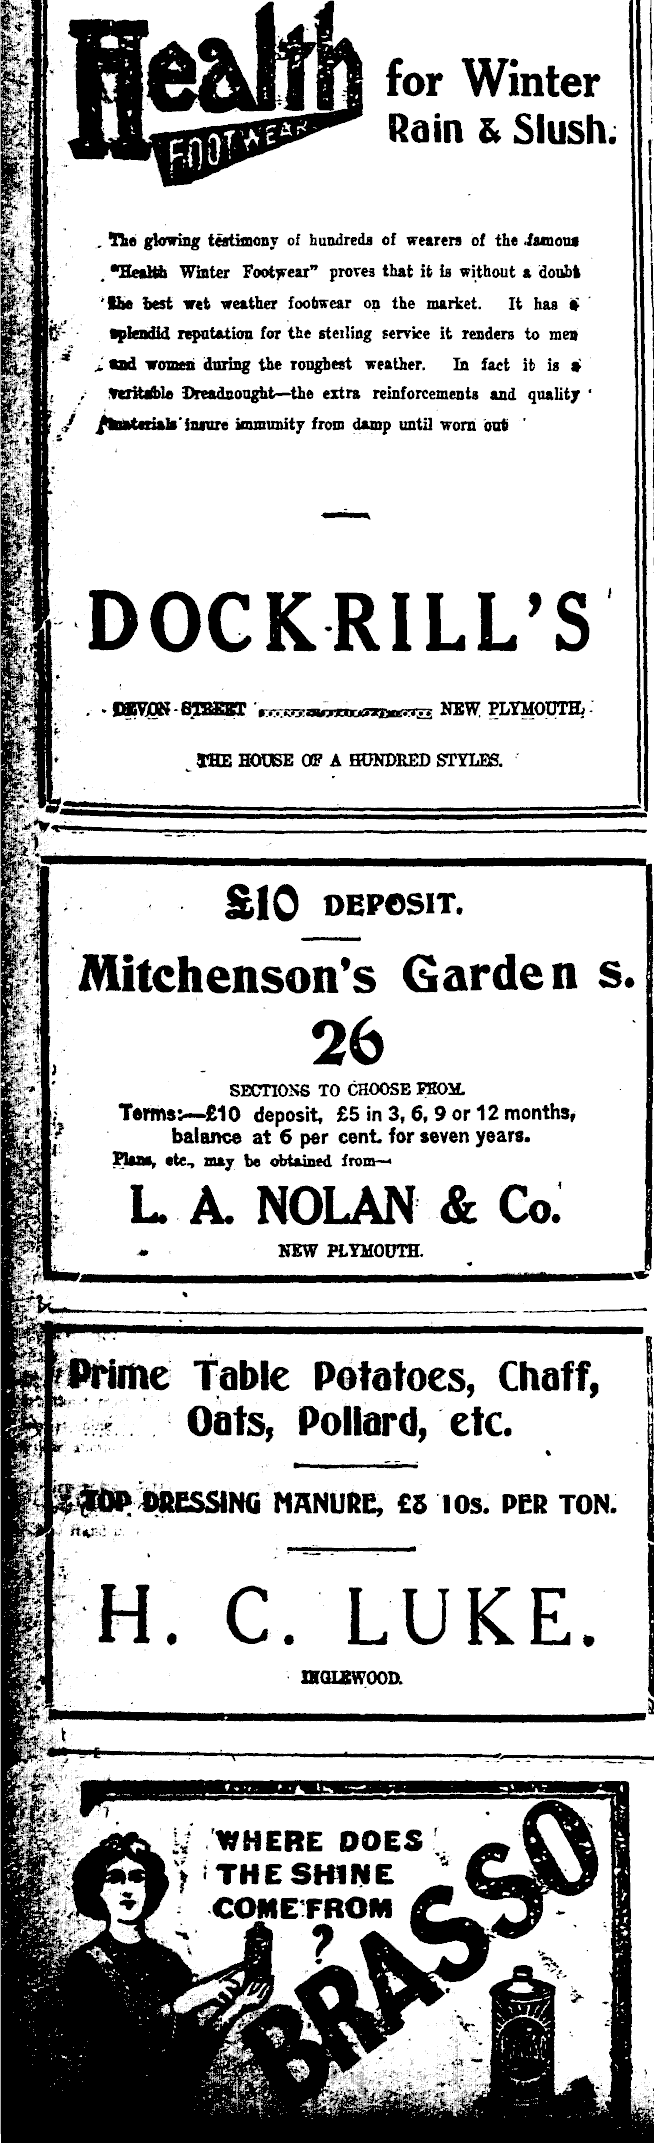 Health
FOOTWEAR
for Winter
Rain & Slush.
The glowing testimony of hundreds of wearers of the famous
"Health Winter Footwear" proves that it is without a doubt
the best wet weather footwear on the market. It has a
splendid reputation for the sterling service it renders to men
and women during the roughest weather. In fact it is a
veritable Dreadnought—the extra reinforcements and quality
materials insure immunity from damp until worn out
DOCKRILL'S
DEVON STREET NEW PLYMOUTH,
THE HOUSE OF A HUNDRED STYLES.
£10 DEPOSIT.
Mitchenson's Gardens.
26
SECTIONS TO CHOOSE FROM.
Terms:—£10 deposit, £5 in 3, 6, 9 or 12 months,
balance at 6 per cent. for seven years.
Plans, etc., may be obtained from—
L. A. NOLAN & Co.
NEW PLYMOUTH.
Prime Table Potatoes, Chaff,
Oats, Pollard, etc.
TOP DRESSING MANURE, £3 10s. PER TON.
H. C. LUKE.
INGLEWOOD.
WHERE DOES
THE SHINE
COME FROM
?
BRASSO